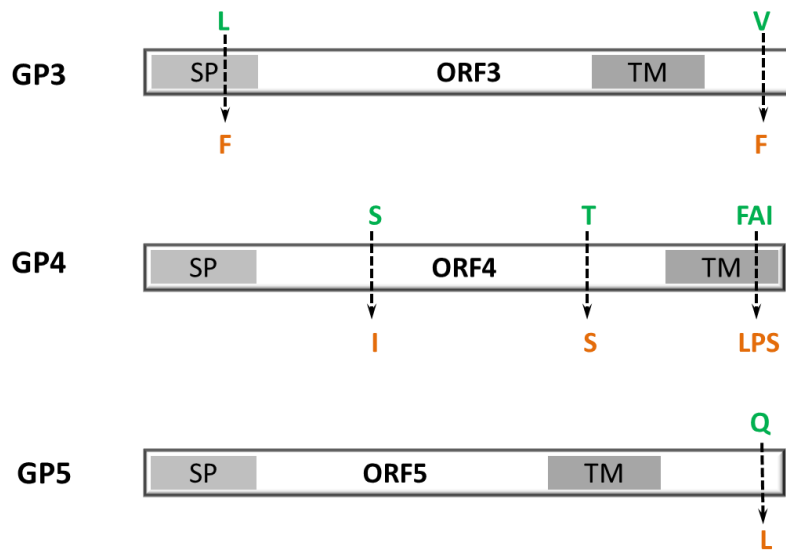 L V
GP3 SP ORF3 TM
F F
S T FAI
GP4 SP ORF4 TM
I S LPS
Q
GP5 SP ORF5 TM
L